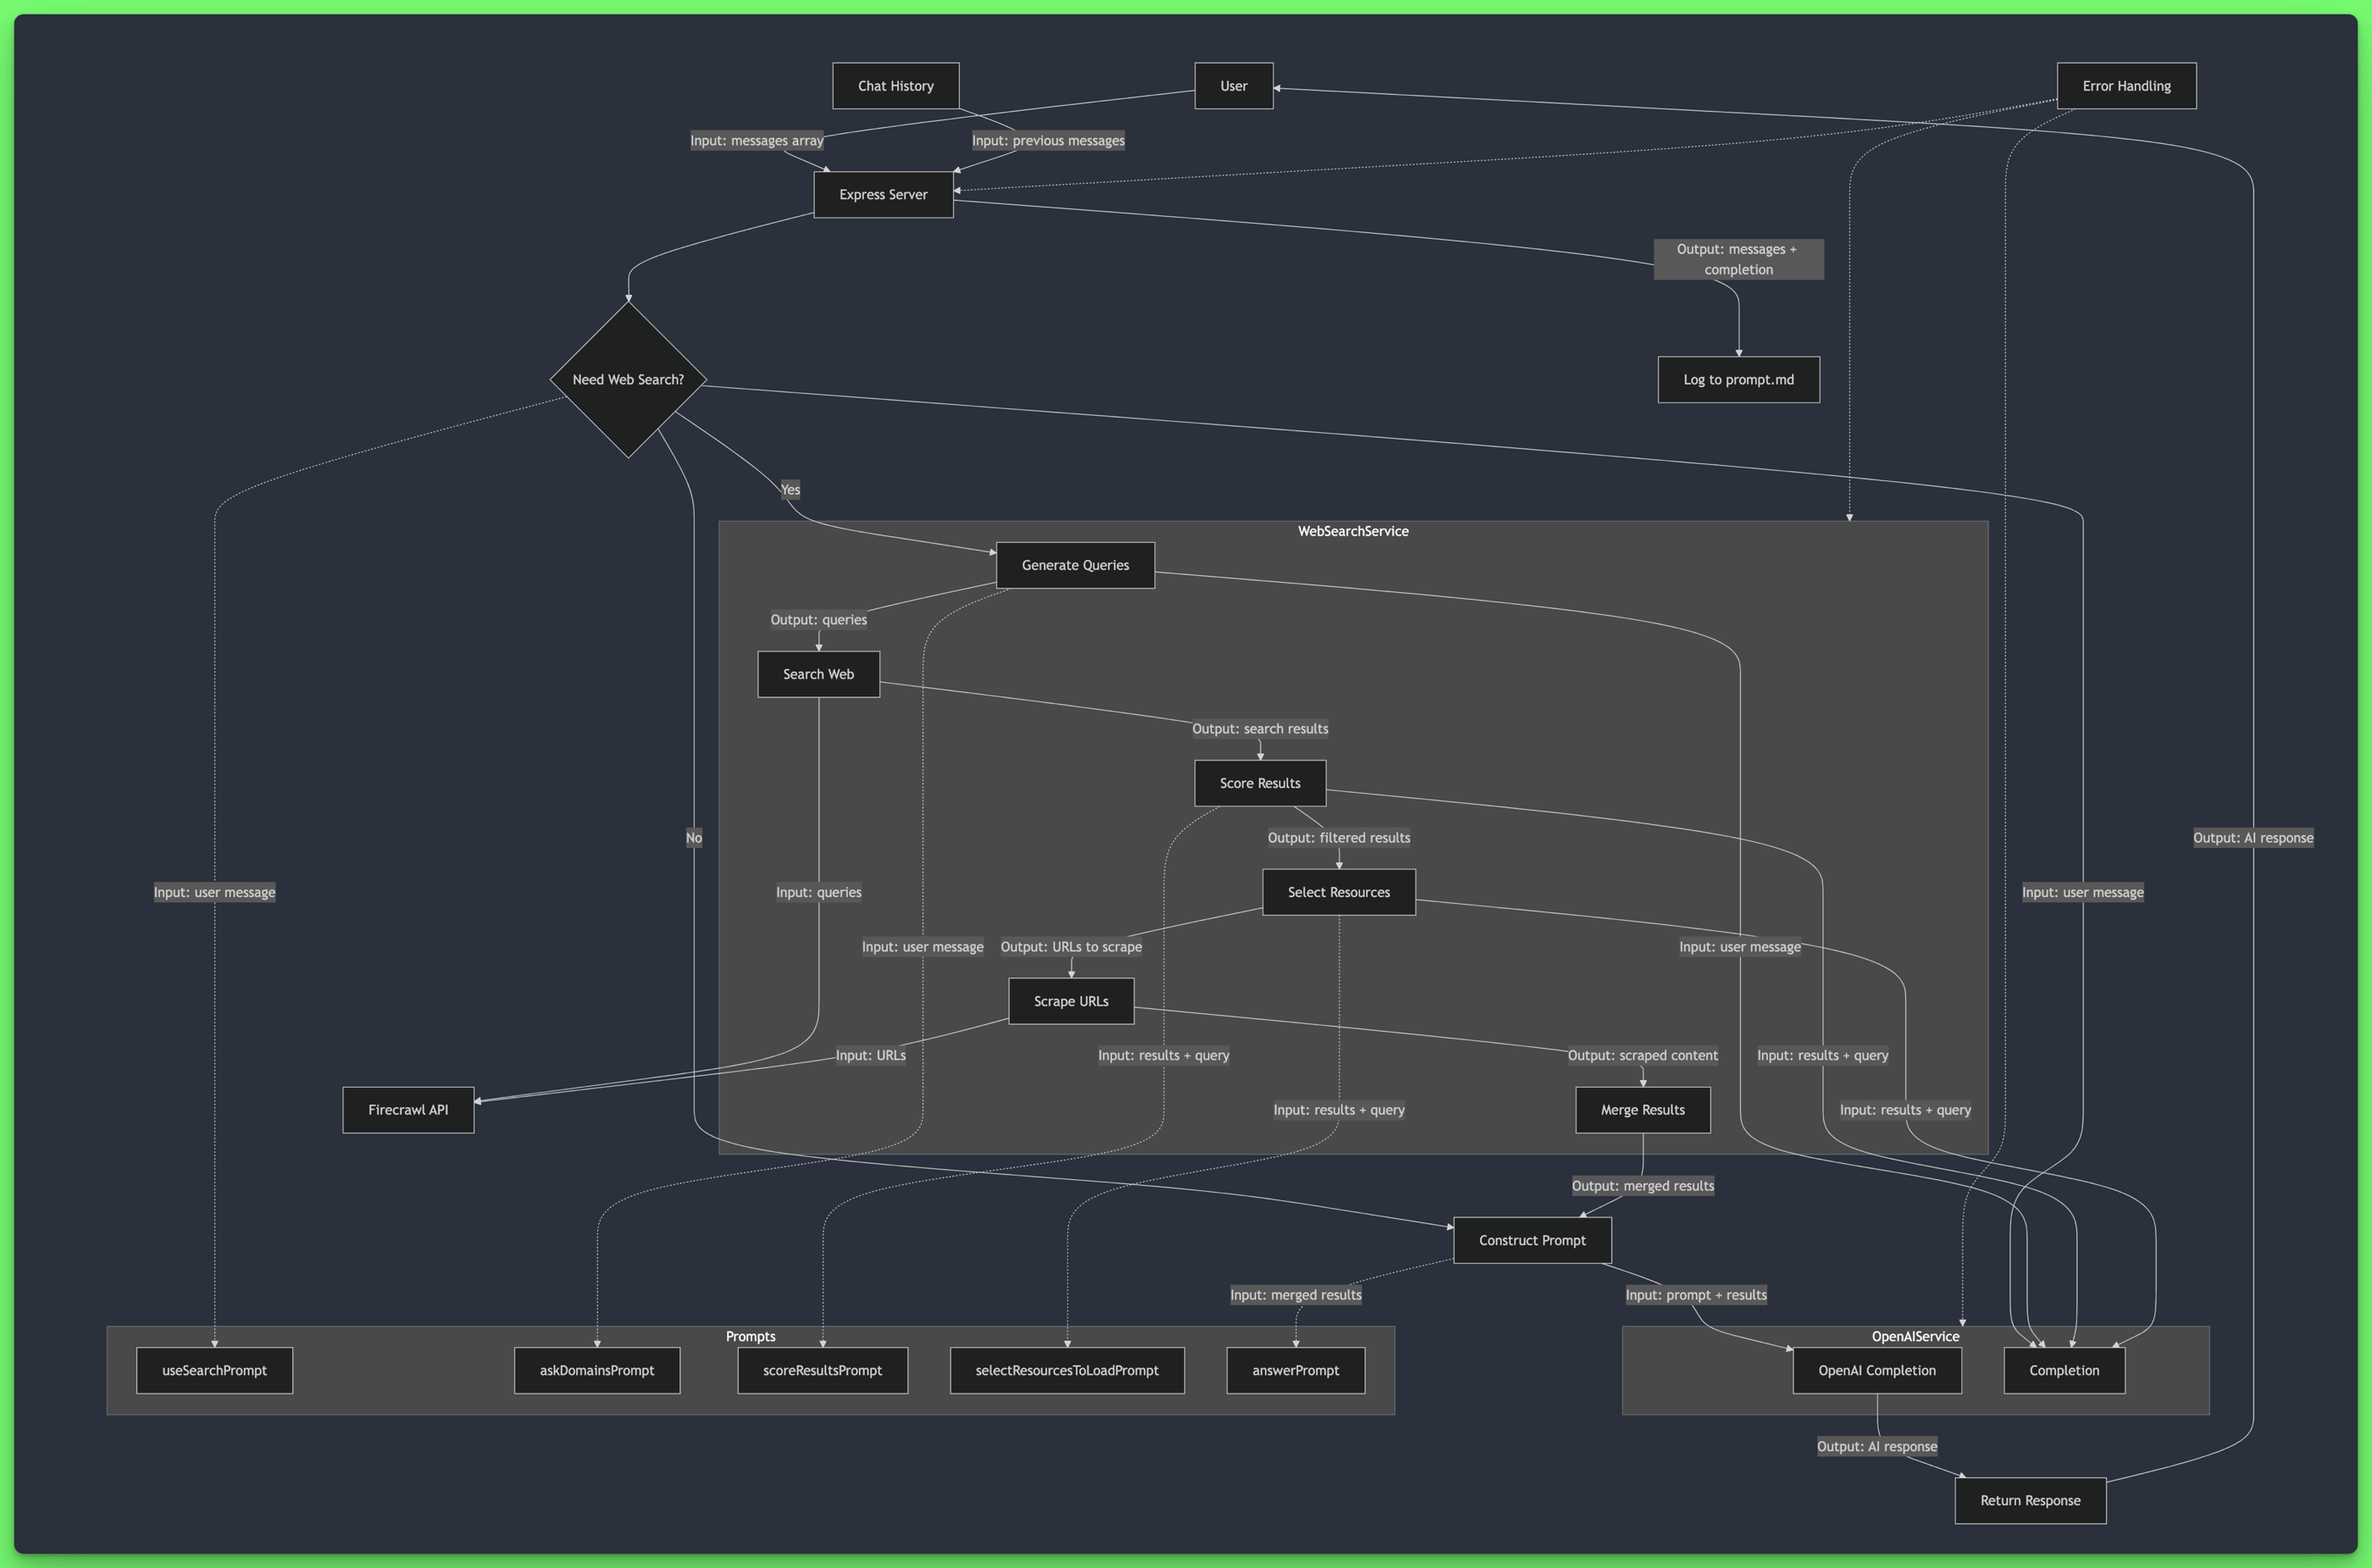 Chat History
User
Error Handling
Input: messages array
Input: previous messages
Express Server
Output: messages +
completion
Need Web Search?
Log to prompt.md
Yes
WebSearchService
Generate Queries
Output: queries
Search Web
Output: search results
Score Results
No
Output: filtered results
Output: AI response
Input: user message
Input: queries
Select Resources
Input: user message
Input: user message
Output: URLs to scrape
Input: user message
Scrape URLs
Input: URLs
Input: results + query
Output: scraped content
Input: results + query
Firecrawl API
Input: results + query
Merge Results
Input: results + query
Output: merged results
Construct Prompt
Input: merged results
Input: prompt + results
Prompts
OpenAIService
useSearchPrompt
askDomainsPrompt
scoreResultsPrompt
selectResourcesToLoadPrompt
answerPrompt
OpenAI Completion
Completion
Output: AI response
Return Response